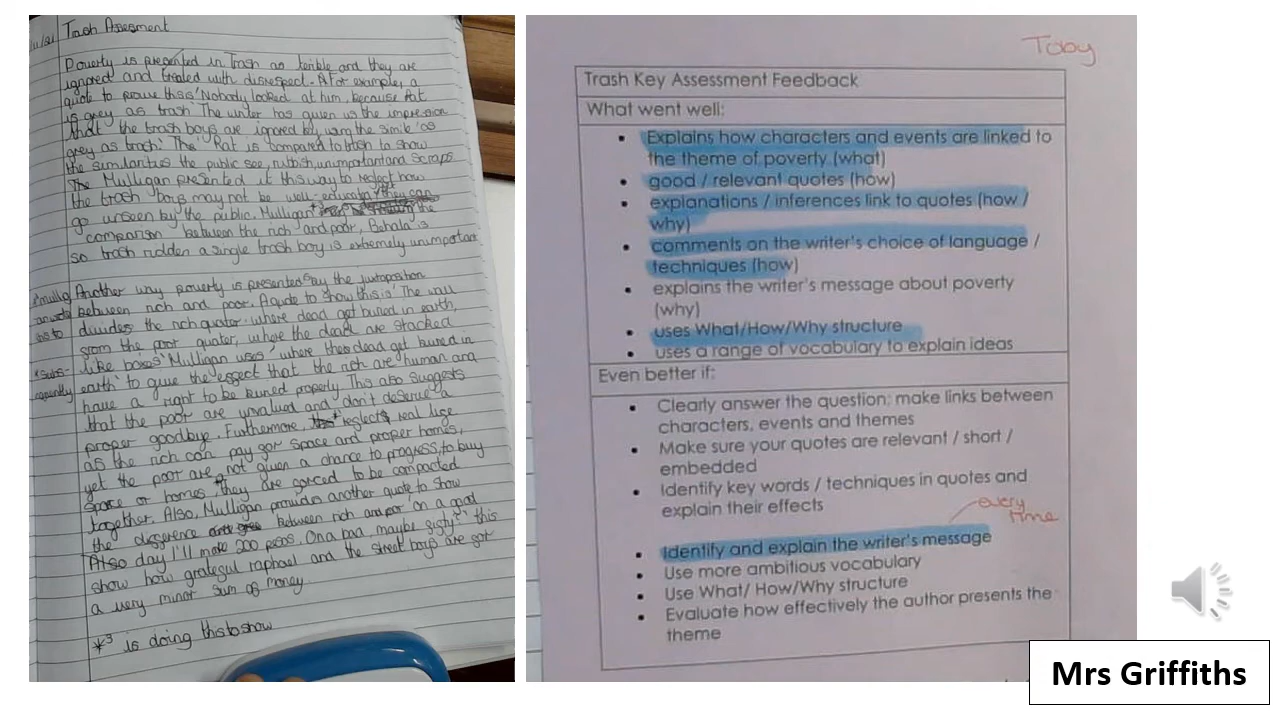 Trash Assessment
Poverty is presented in Trash as terible and they are
ignored and treated with disrespect. A For example, a
quote to prove this is 'Nobody looked at him, because Rat
is grey as trash' The writer has given us the impression
that the trash boys are ignored by using the simile 'as
grey as trash'. The 'Rat is compared to trash to show
the similarities the public see, rubbish, unimportant and scraps
The Mulligan presented it this way to reflect how
the trash boys may not be well
go unseen by the public. Mulligan the
comparison between the rich and poor, Behala is
so trash ridden a single trash boy is extremely unimportant
Another way poverty is presented by the juxtaposition
between rich and poor. A quote to show this is 'The wall
divides the rich quater, where dead get buried in earth,
from the poor quater, where the dead are stacked
like boxes' Mulligan uses 'where the dead get buried in
earth' to give the effect that the rich are human and
have a right to be buried properly. This also suggests
that the poor are unvalued and don't deserve a
proper goodbye. Furthermore, reflects real life
as the rich can pay for space and proper homes,
yet the poor are not given a chance to progress, to buy
space or homes, they are forced to be compacted
together. Also, Mulligan provides another quote to show
the difference between rich and por 'on a good
Also day I'll make 200 pesos. On a bad, maybe fifty' this
show how grateful raphael and the street boys are got
a very minor sum of money.
*3 is doing this to show
Toby
Trash Key Assessment Feedback
What went well:
• Explains how characters and events are linked to
the theme of poverty (what)
• good / relevant quotes (how)
• explanations / inferences link to quotes (how /
why)
• comments on the writer's choice of language /
techniques (how)
• explains the writer's message about poverty
(why)
• uses What/How/Why structure
• uses a range of vocabulary to explain ideas
Even better if:
• Clearly answer the question: make links between
characters, events and themes
• Make sure your quotes are relevant / short /
embedded
• Identify key words / techniques in quotes and
explain their effects
every
time
• Identify and explain the writer's message
• Use more ambitious vocabulary
• Use What/ How/Why structure
• Evaluate how effectively the author presents the
theme
Mrs Griffiths